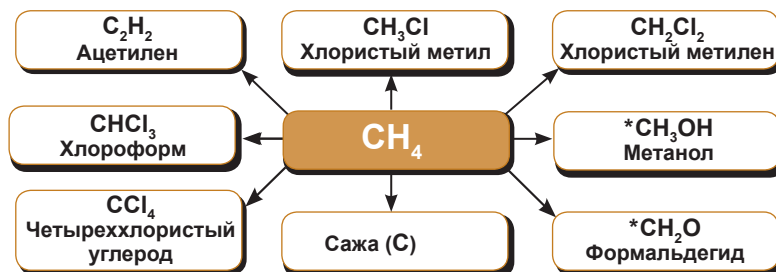 C₂H₂
Ацетилен
CH₃Cl
Хлористый метил
CH₂Cl₂
Хлористый метилен
CHCl₃
Хлороформ
CH₄
*CH₃OH
Метанол
CCl₄
Четыреххлористый
углерод
Сажа (C)
*CH₂O
Формальдегид